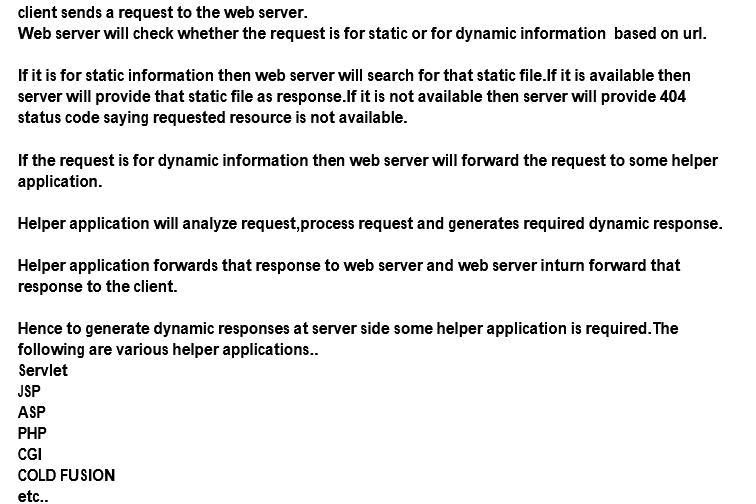 client sends a request to the web server.
Web server will check whether the request is for static or for dynamic information  based on url.
If it is for static information then web server will search for that static file.If it is available then
server will provide that static file as response.If it is not available then server will provide 404
status code saying requested resource is not available.
If the request is for dynamic information then web server will forward the request to some helper
application.
Helper application will analyze request,process request and generates required dynamic response.
Helper application forwards that response to web server and web server inturn forward that
response to the client.
Hence to generate dynamic responses at server side some helper application is required.The
following are various helper applications..
Servlet
JSP
ASP
PHP
CGI
COLD FUSION
etc..